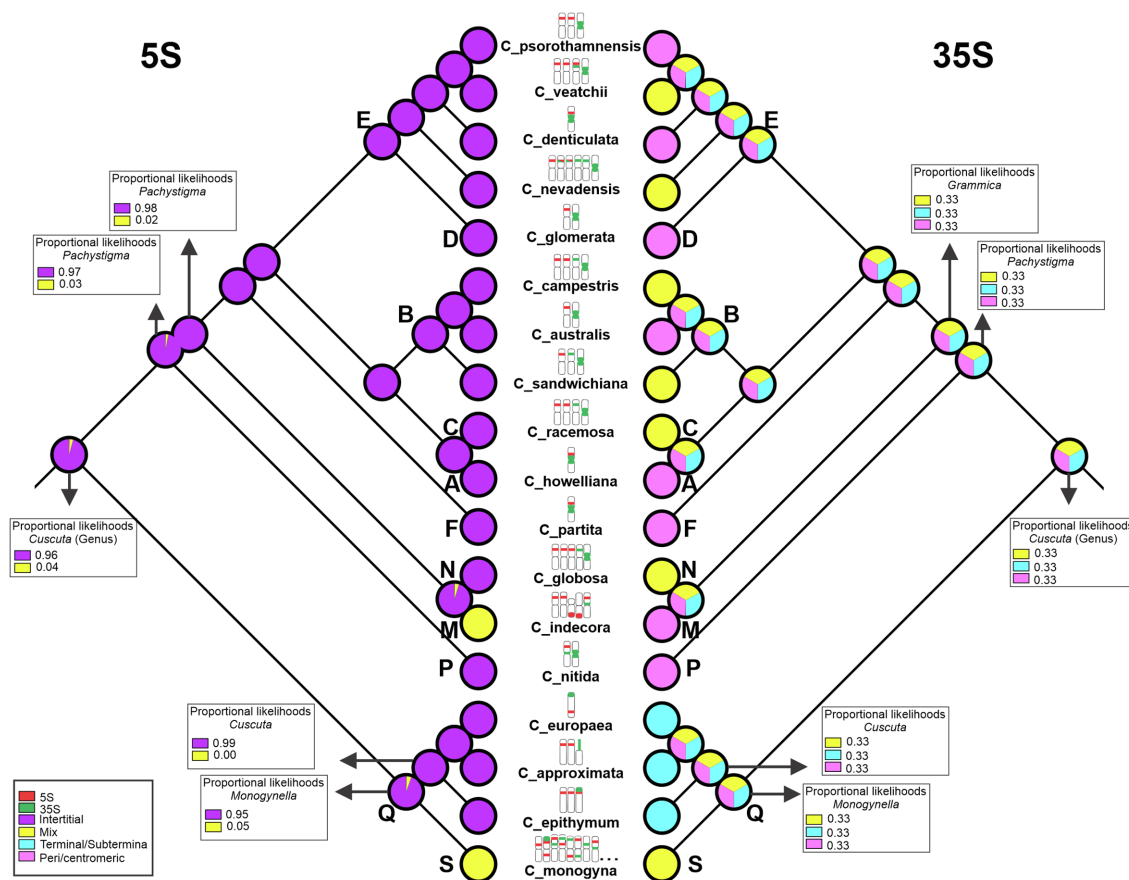 5S
35S
C_psorothamnensis
C_veatchii
E
E
C_denticulata
C_nevadensis
D
C_glomerata
D
Proportional likelihoods
Pachystigma
0.98
0.02
Proportional likelihoods
Pachystigma
0.97
0.03
Proportional likelihoods
Grammica
0.33
0.33
0.33
Proportional likelihoods
Pachystigma
0.33
0.33
0.33
C_campestris
B
B
C_australis
C_sandwichiana
C
C_racemosa
C
A
C_howelliana
A
F
C_partita
F
N
C_globosa
N
M
C_indecora
M
P
C_nitida
P
Proportional likelihoods
Cuscuta (Genus)
0.96
0.04
Proportional likelihoods
Cuscuta (Genus)
0.33
0.33
0.33
Proportional likelihoods
Cuscuta
0.99
0.00
Proportional likelihoods
Monogynella
0.95
0.05
C_europaea
C_approximata
Q
C_epithymum
Q
S
C_monogyna
...
S
Proportional likelihoods
Cuscuta
0.33
0.33
0.33
Proportional likelihoods
Monogynella
0.33
0.33
0.33
5S
35S
Intertitial
Mix
Terminal/Subtermina
Peri/centromeric